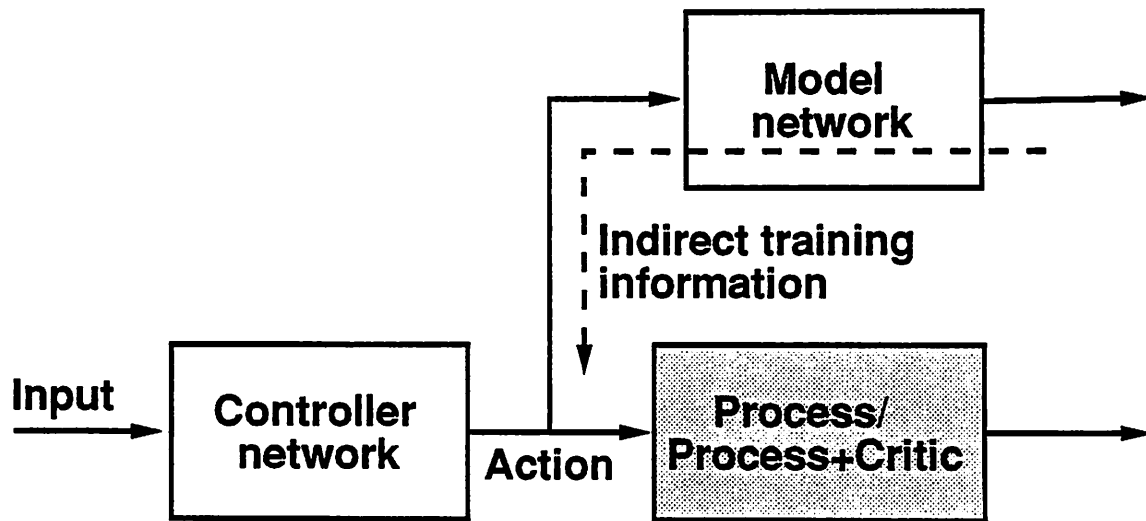 Model
network
Indirect training
information
Input
Controller
network
Action
Process/
Process+Critic